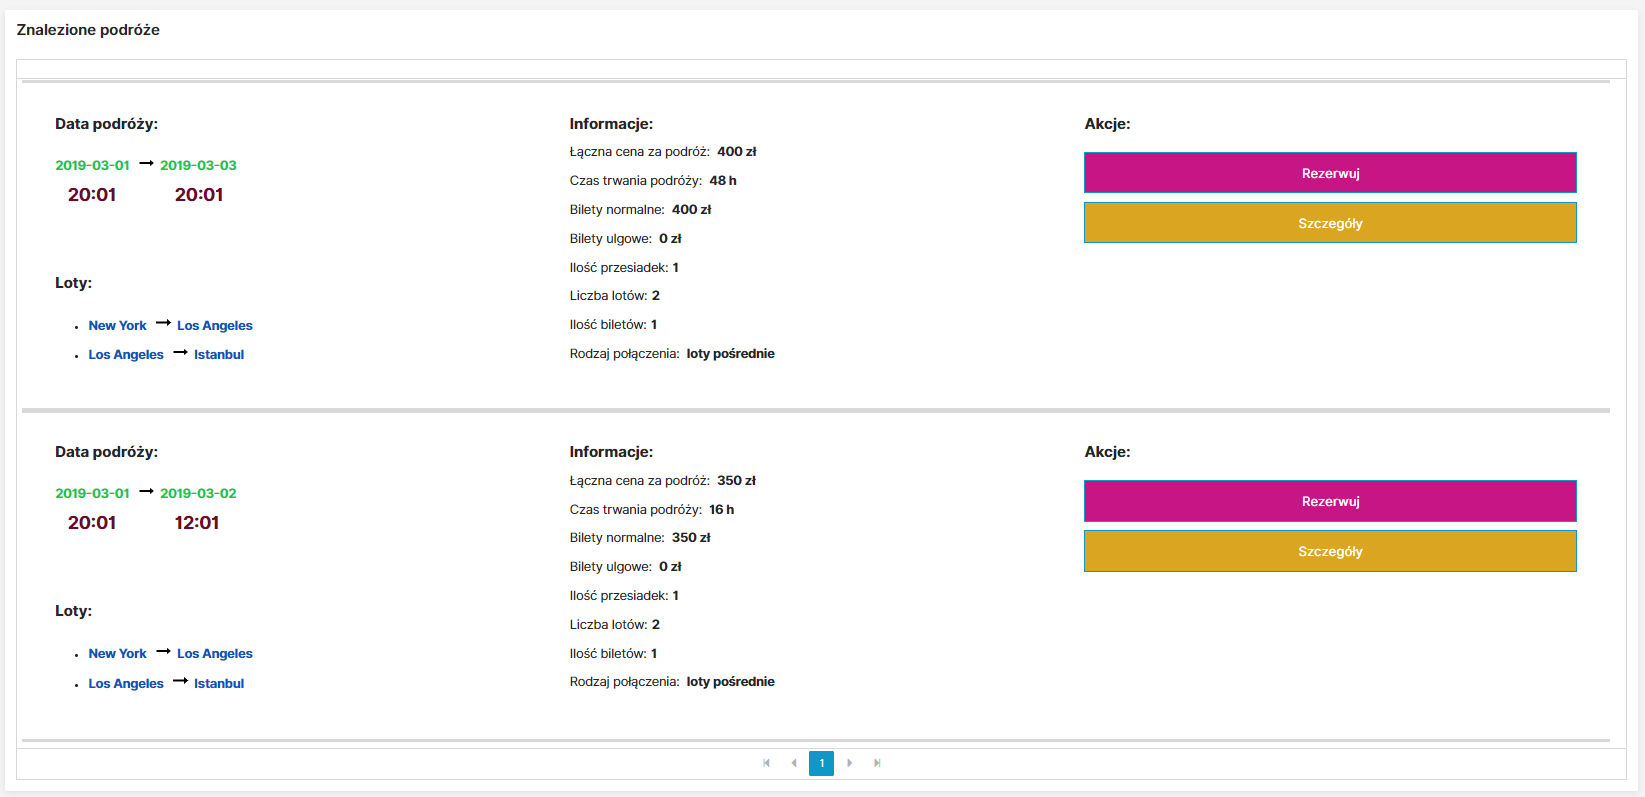 Znalezione podróże
Data podróży:
2019-03-01 → 2019-03-03
20:01 20:01
Loty:
• New York → Los Angeles
• Los Angeles → Istanbul
Informacje:
Łączna cena za podróż: 400 zł
Czas trwania podróży: 48 h
Bilety normalne: 400 zł
Bilety ulgowe: 0 zł
Ilość przesiadek: 1
Liczba lotów: 2
Ilość biletów: 1
Rodzaj połączenia: loty pośrednie
Akcje:
Rezerwuj
Szczegóły
Data podróży:
2019-03-01 → 2019-03-02
20:01 12:01
Loty:
• New York → Los Angeles
• Los Angeles → Istanbul
Informacje:
Łączna cena za podróż: 350 zł
Czas trwania podróży: 16 h
Bilety normalne: 350 zł
Bilety ulgowe: 0 zł
Ilość przesiadek: 1
Liczba lotów: 2
Ilość biletów: 1
Rodzaj połączenia: loty pośrednie
Akcje:
Rezerwuj
Szczegóły
1